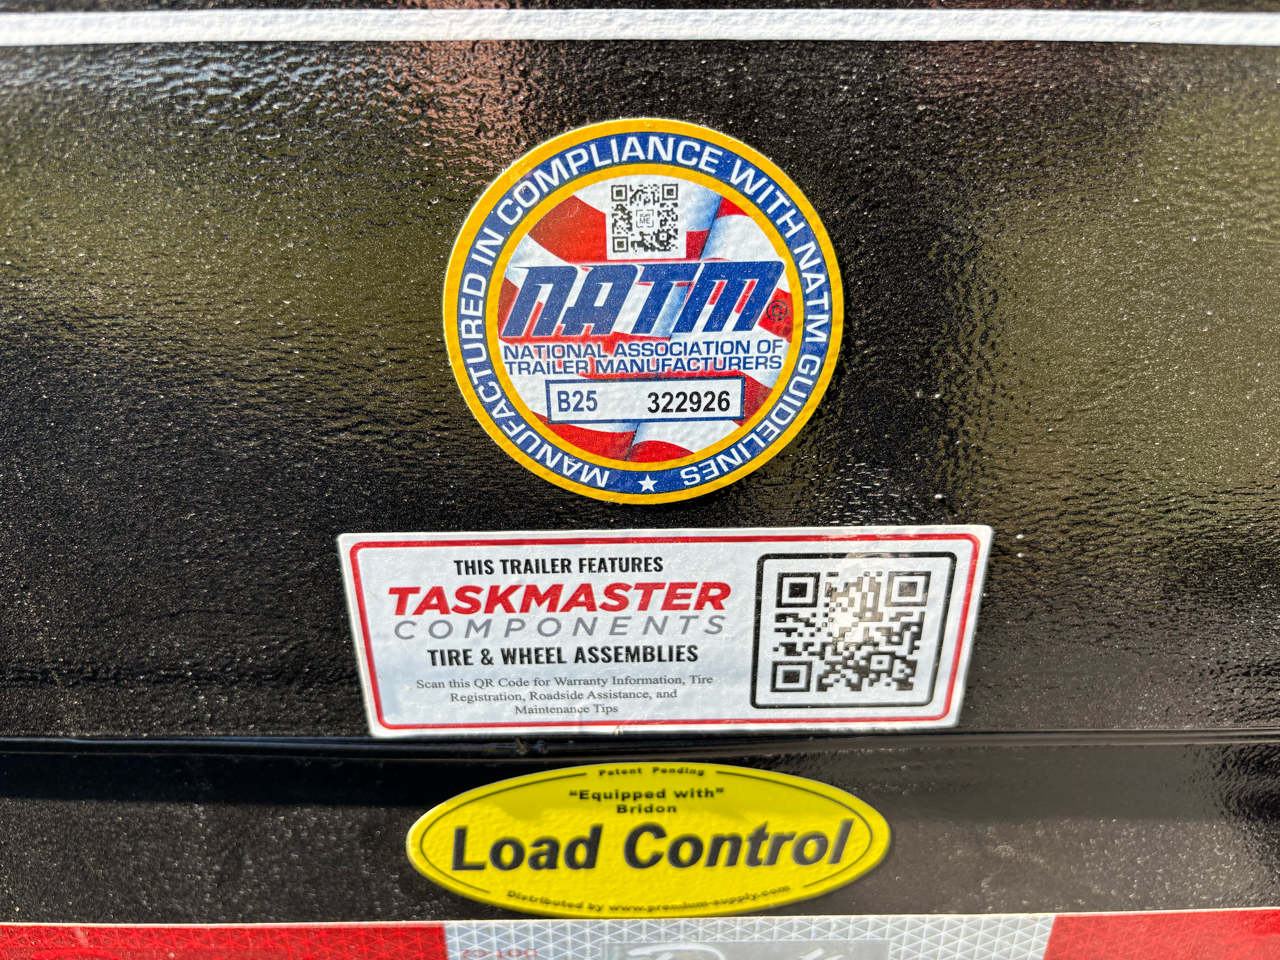 MANUFACTURED IN COMPLIANCE WITH NATM GUIDELINES
NATM
NATIONAL ASSOCIATION OF
TRAILER MANUFACTURERS
B25 322926
THIS TRAILER FEATURES
TASKMASTER
COMPONENTS
TIRE & WHEEL ASSEMBLIES
Scan this QR Code for Warranty Information, Tire
Registration, Roadside Assistance, and
Maintenance Tips
Patent Pending
"Equipped with"
Bridon
Load Control
Distributed by www.premium-supply.com